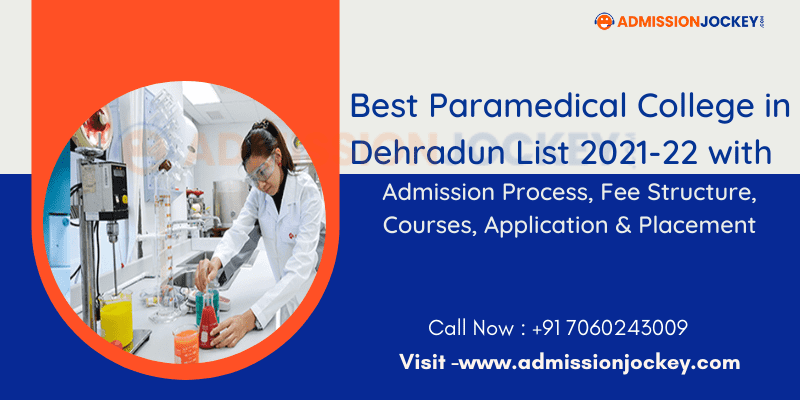 ADMISSIONJOCKEY.COM
Best Paramedical College in
ADMISSIONJOCKEY
Dehradun List 2021-22 with
Admission Process, Fee Structure,
Courses, Application & Placement
Call Now : +91 7060243009
Visit -www.admissionjockey.com